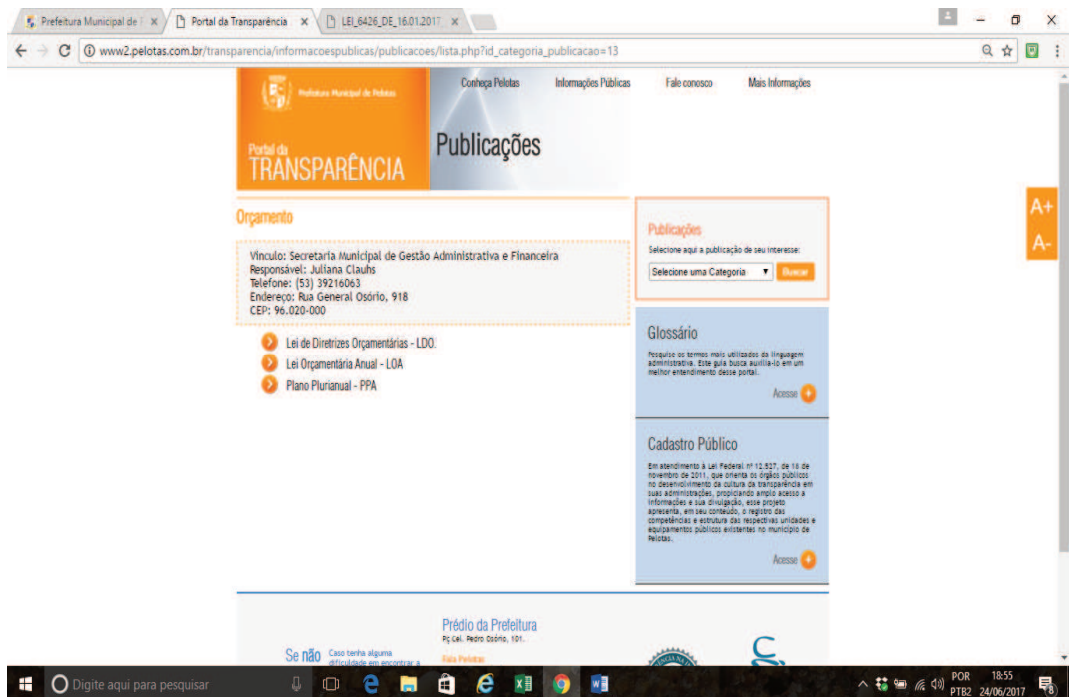 Prefeitura Municipal de
Portal da Transparência
LEI_6426_DE_16.01.2017
www2.pelotas.com.br/transparencia/informacoespublicas/publicacoes/lista.php?id_categoria_publicacao=13
Prefeitura Municipal de Pelotas
Conheça Pelotas
Informações Públicas
Fale conosco
Mais Informações
Portal da
TRANSPARÊNCIA
Publicações
A+
A-
Orçamento
Vínculo: Secretaria Municipal de Gestão Administrativa e Financeira
Responsável: Juliana Clauhs
Telefone: (53) 39216063
Endereço: Rua General Osório, 918
CEP: 96.020-000
Lei de Diretrizes Orçamentárias - LDO.
Lei Orçamentária Anual - LOA
Plano Plurianual - PPA
Publicações
Selecione aqui a publicação de seu interesse:
Selecione uma Categoria
Buscar
Glossário
Pesquise os termos mais utilizados da linguagem
administrativa. Este guia busca auxilia-lo em um
melhor entendimento desse portal.
Acesse
Cadastro Público
Em atendimento à Lei Federal nº 12.527, de 18 de
novembro de 2011, que orienta os órgãos públicos
no desenvolvimento da cultura da transparência em
suas administrações, propiciando amplo acesso a
informações e sua divulgação, esse projeto
apresenta, em seu conteúdo, o registro das
competências e estrutura das respectivas unidades e
equipamentos públicos existentes no município de
Pelotas.
Acesse
Se não
Caso tenha alguma
dificuldade em encontrar a
Prédio da Prefeitura
Pç Cel. Pedro Osório, 101.
Fala Pelotas
Digite aqui para pesquisar
POR
PTB2
18:55
24/06/2017